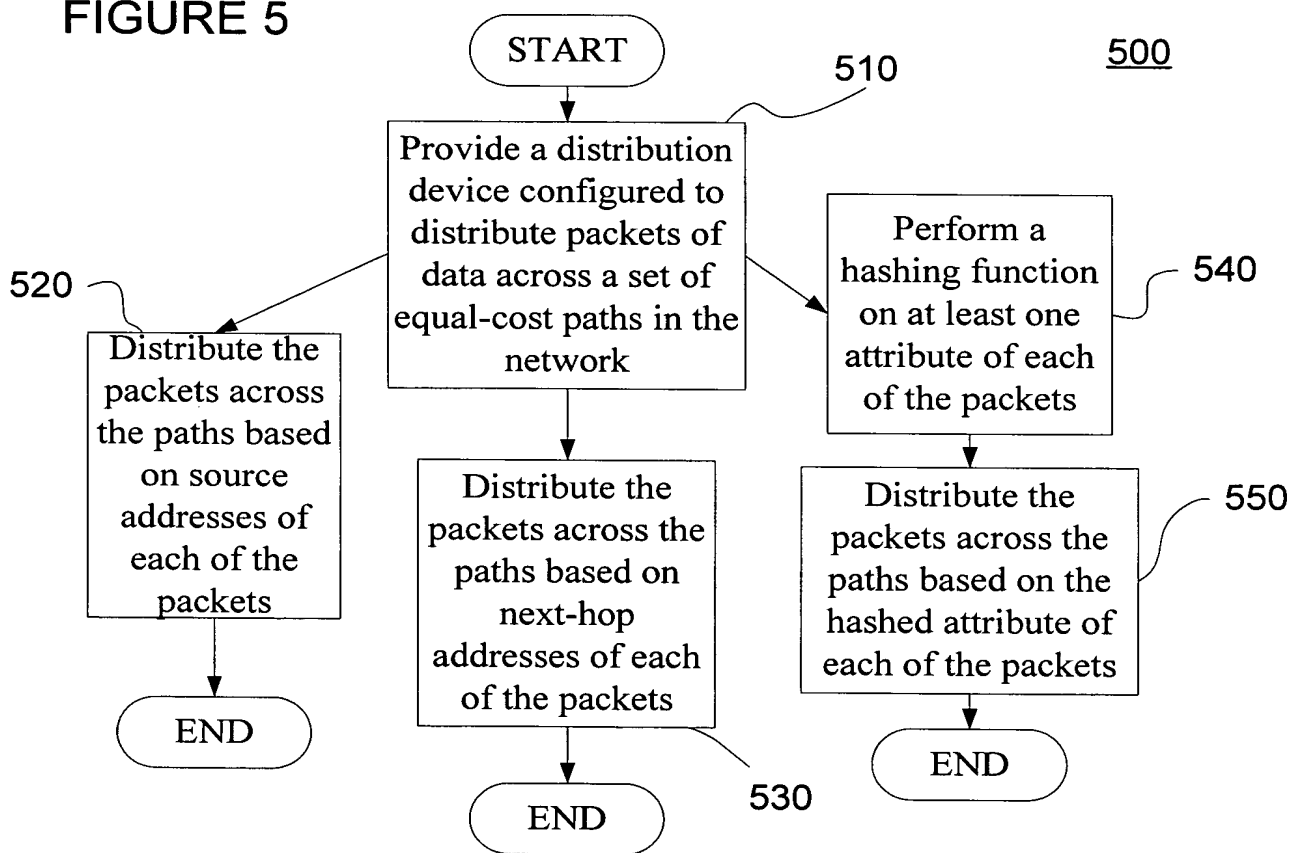 FIGURE 5
START
500
510
Provide a distribution
device configured to
distribute packets of
data across a set of
equal-cost paths in the
network
520
Distribute the
packets across
the paths based
on source
addresses of
each of the
packets
END
Distribute the
packets across the
paths based on
next-hop
addresses of each
of the packets
530
END
Perform a
hashing function
on at least one
attribute of each
of the packets
540
Distribute the
packets across the
paths based on the
hashed attribute of
each of the packets
550
END